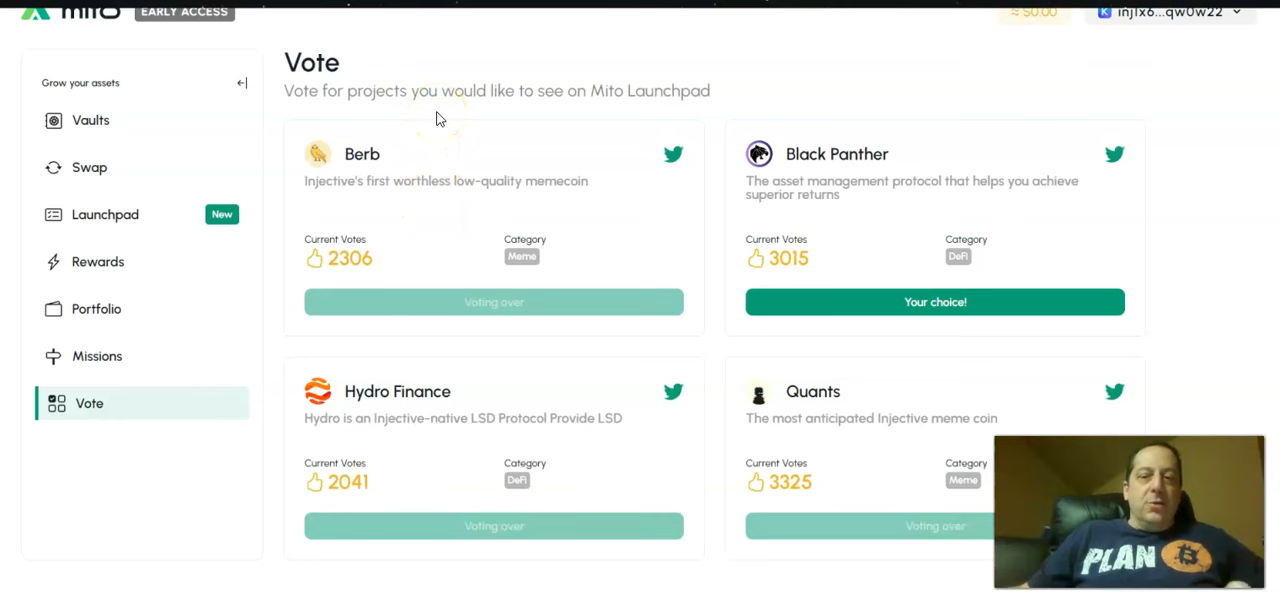 mito EARLY ACCESS
≈ $0.00
K inj1x6...qw0w22
Grow your assets
Vaults
Swap
Launchpad New
Rewards
Portfolio
Missions
Vote
Vote
Vote for projects you would like to see on Mito Launchpad
Berb
Injective's first worthless low-quality memecoin
Current Votes Category
2306 Meme
Voting over
Black Panther
The asset management protocol that helps you achieve
superior returns
Current Votes Category
3015 DeFi
Your choice!
Hydro Finance
Hydro is an Injective-native LSD Protocol Provide LSD
Current Votes Category
2041 DeFi
Voting over
Quants
The most anticipated Injective meme coin
Current Votes Category
3325 Meme
Voting over
PLAN B